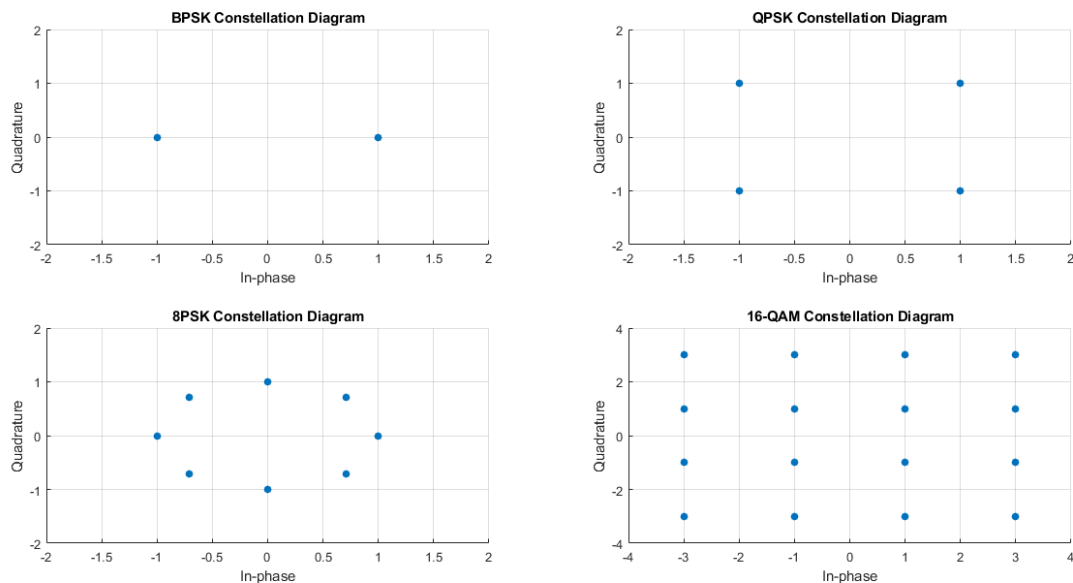 BPSK Constellation Diagram
2
1
0
-1
-2
Quadrature
-2 -1.5 -1 -0.5 0 0.5 1 1.5 2
In-phase
QPSK Constellation Diagram
2
1
0
-1
-2
Quadrature
-2 -1.5 -1 -0.5 0 0.5 1 1.5 2
In-phase
8PSK Constellation Diagram
2
1
0
-1
-2
Quadrature
-2 -1.5 -1 -0.5 0 0.5 1 1.5 2
In-phase
16-QAM Constellation Diagram
4
2
0
-2
-4
Quadrature
-4 -3 -2 -1 0 1 2 3 4
In-phase